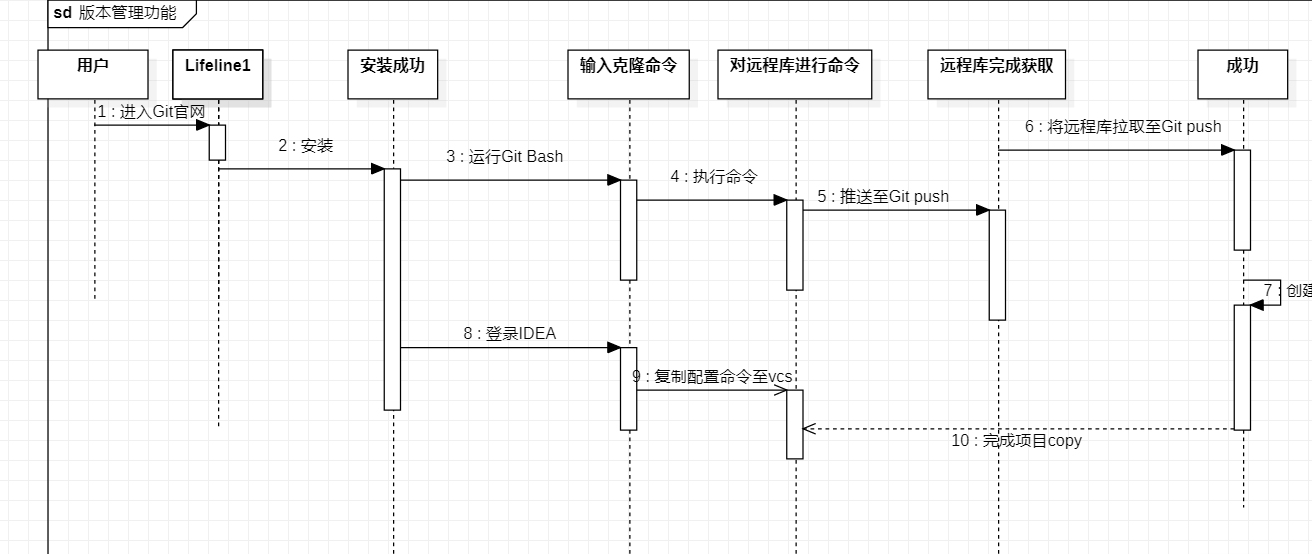 sd 版本管理功能
用户
Lifeline1
安装成功
输入克隆命令
对远程库进行命令
远程库完成获取
成功
1 : 进入Git官网
6 : 将远程库拉取至Git push
2 : 安装
3 : 运行Git Bash
4 : 执行命令
5 : 推送至Git push
7 : 创建
8 : 登录IDEA
9 : 复制配置命令至vcs
10 : 完成项目copy